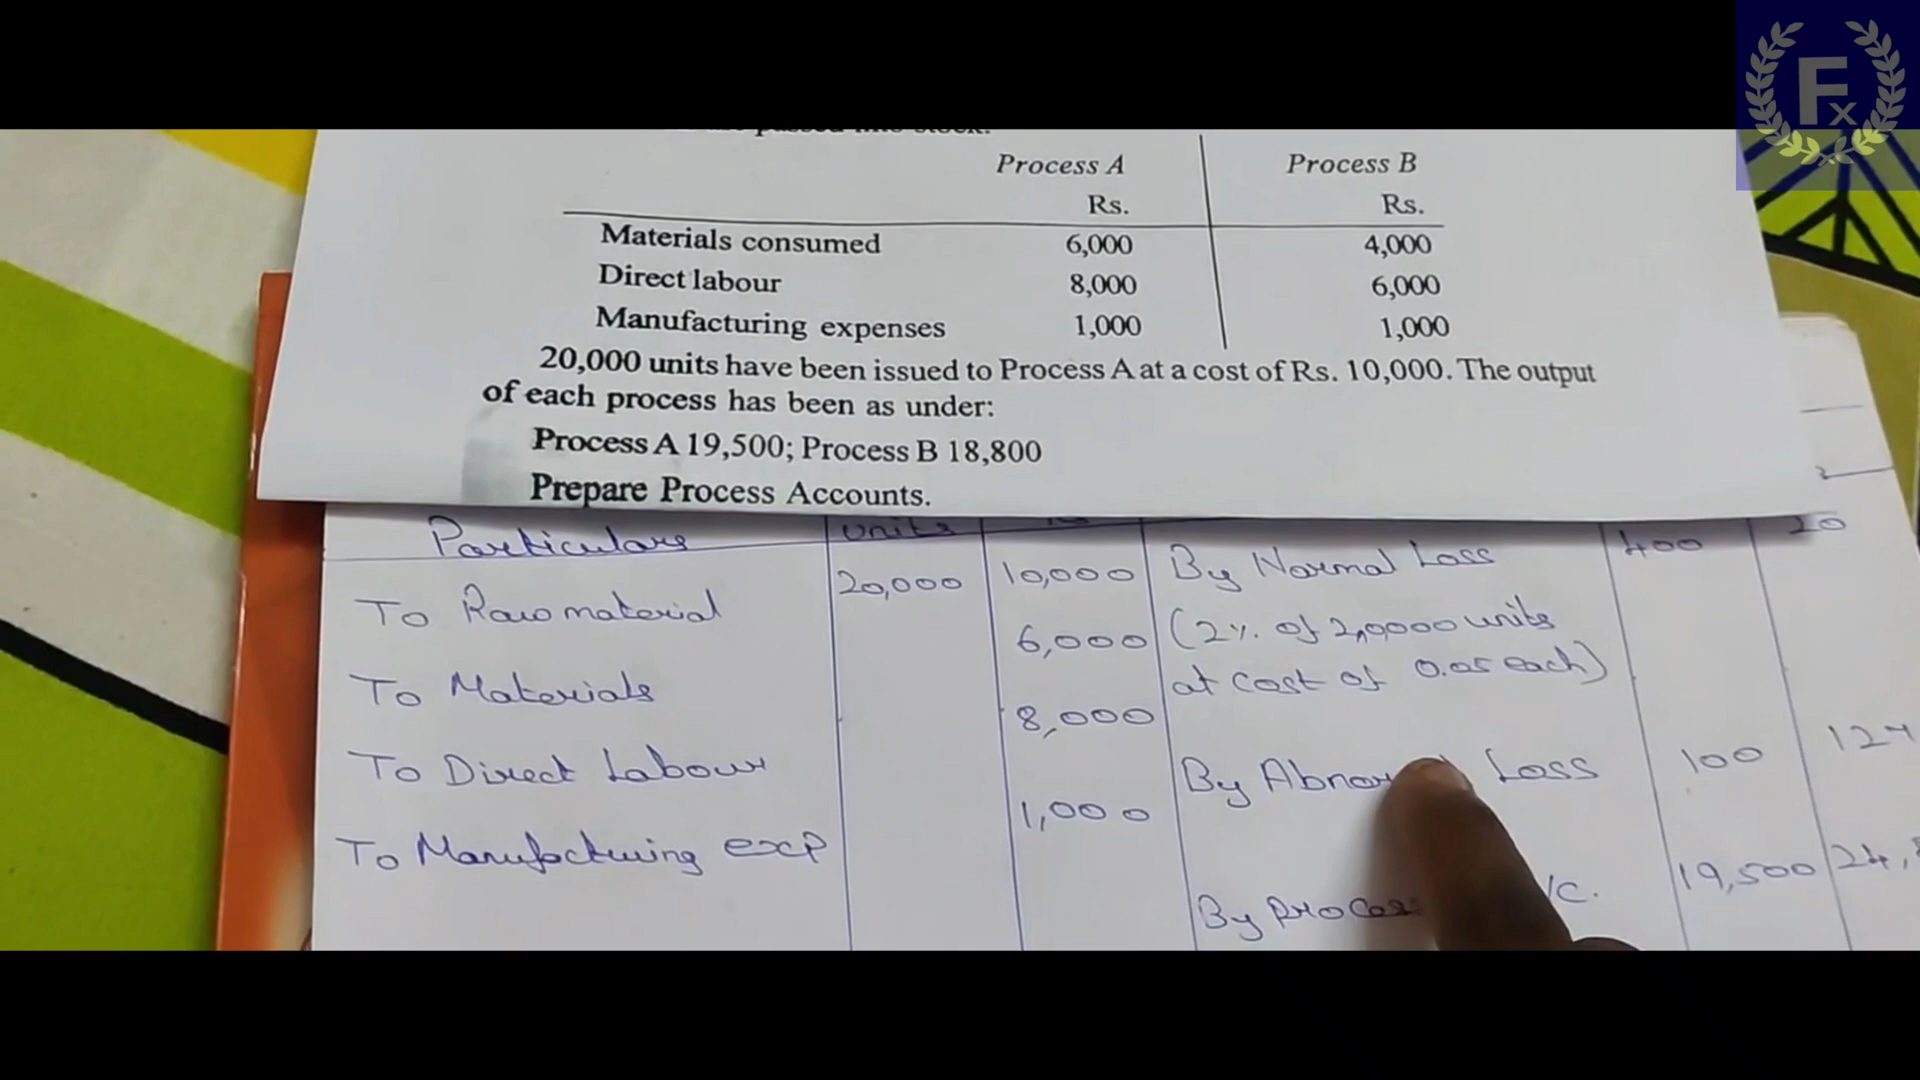 Fx
passed into stock.
Process A Process B
Rs. Rs.
Materials consumed 6,000 4,000
Direct labour 8,000 6,000
Manufacturing expenses 1,000 1,000
20,000 units have been issued to Process A at a cost of Rs. 10,000. The output
of each process has been as under:
Process A 19,500; Process B 18,800
Prepare Process Accounts.
Particulars units
To Raw material 20,000 10,000 By Normal Loss 400 20
To Materials 6,000 (2% of 2,0000 units
at cost of 0.05 each)
To Direct Labour 8,000 By Loss 100
To Manufacturing exp 1,000
By 19,500